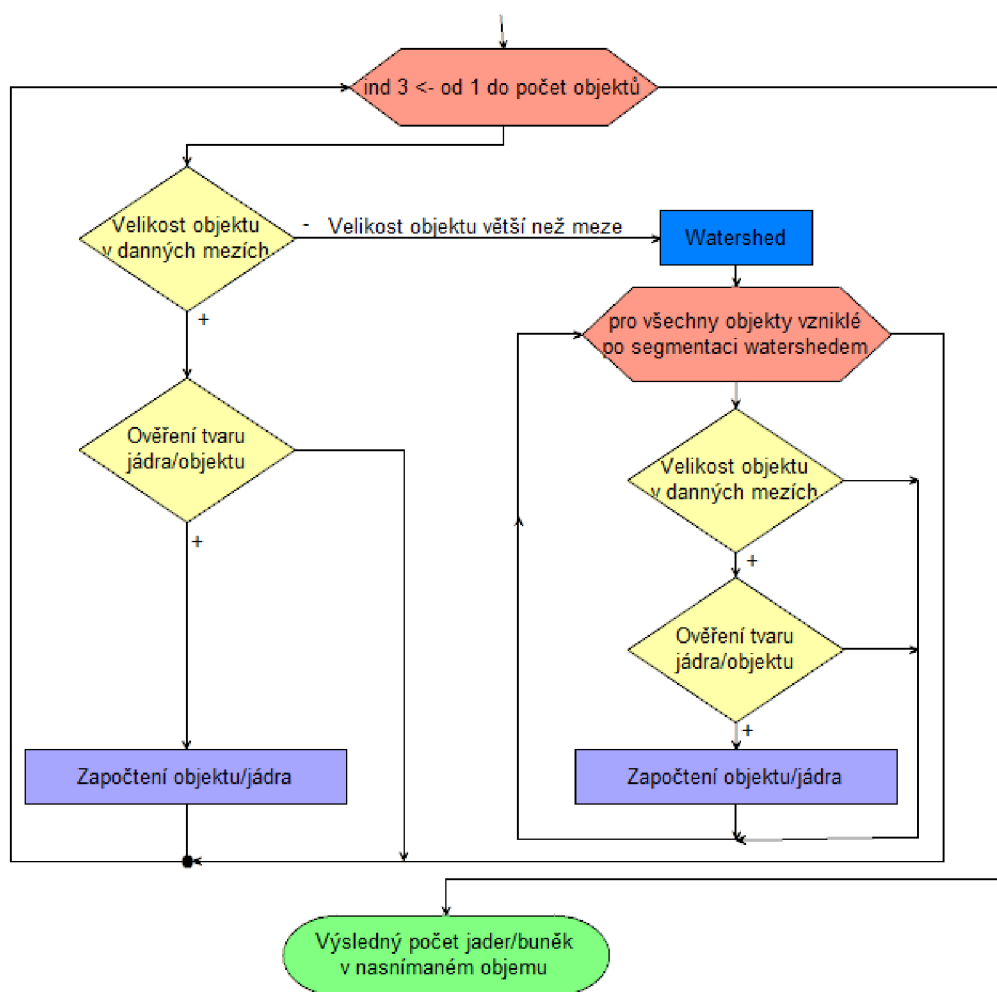 ind 3 <- od 1 do počet objektů
Velikost objektu
v daných mezích
- Velikost objektu větší než meze
Watershed
+
pro všechny objekty vzniklé
po segmentaci watershedem
Ověření tvaru
jádra/objektu
+
Velikost objektu
v daných mezích
+
Ověření tvaru
jádra/objektu
+
Započtení objektu/jádra
Započtení objektu/jádra
Výsledný počet jader/buněk
v nasnímaném objemu